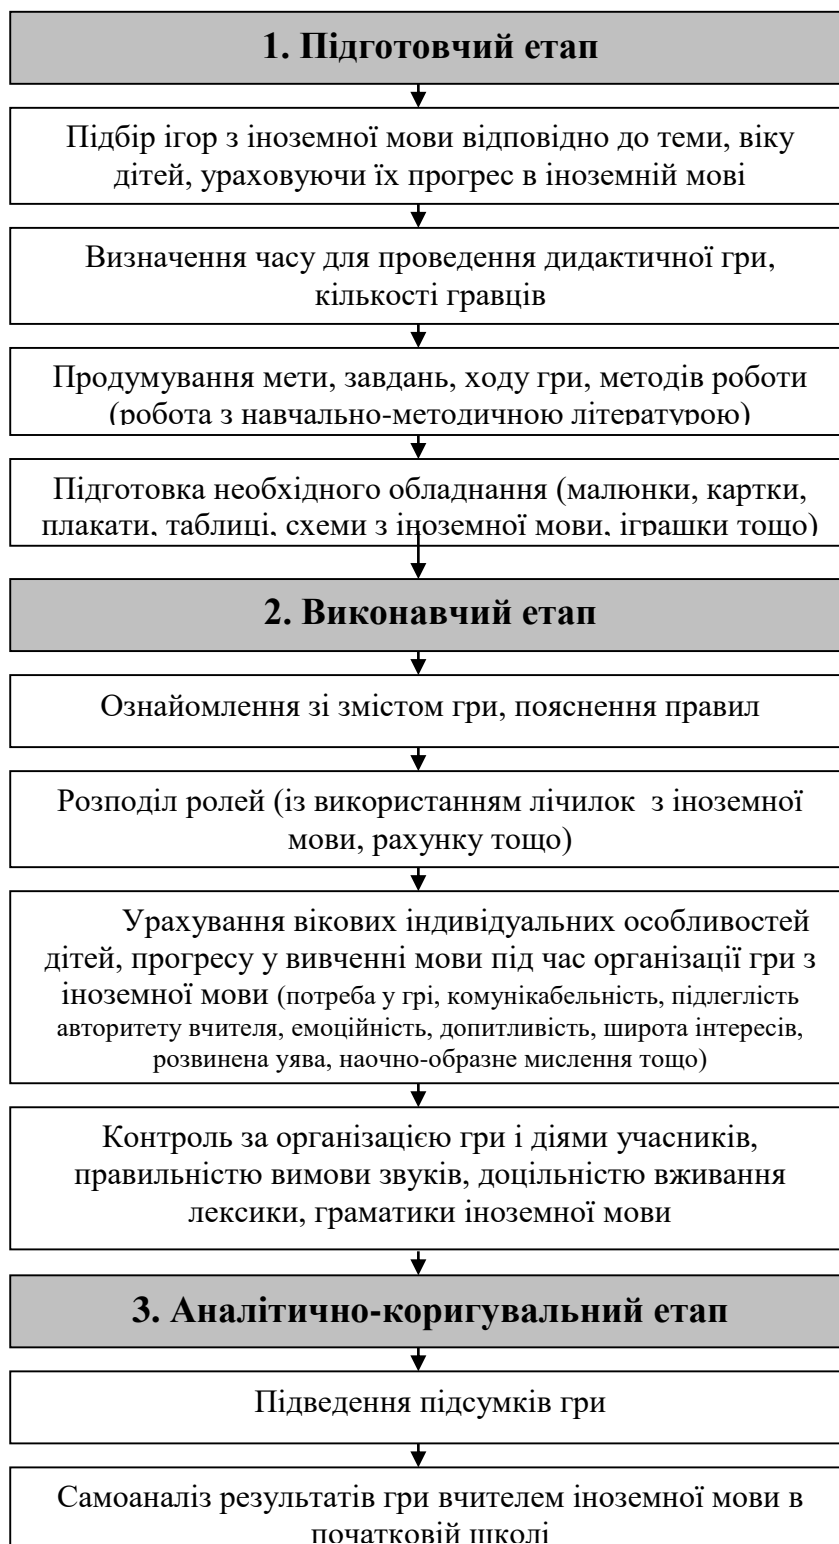 1. Підготовчий етап
Підбір ігор з іноземної мови відповідно до теми, віку
дітей, ураховуючи їх прогрес в іноземній мові
Визначення часу для проведення дидактичної гри,
кількості гравців
Продумування мети, завдань, ходу гри, методів роботи
(робота з навчально-методичною літературою)
Підготовка необхідного обладнання (малюнки, картки,
плакати, таблиці, схеми з іноземної мови, іграшки тощо)
2. Виконавчий етап
Ознайомлення зі змістом гри, пояснення правил
Розподіл ролей (із використанням лічилок з іноземної
мови, рахунку тощо)
Урахування вікових індивідуальних особливостей
дітей, прогресу у вивченні мови під час організації гри з
іноземної мови (потреба у грі, комунікабельність, підлеглість
авторитету вчителя, емоційність, допитливість, широта інтересів,
розвинена уява, наочно-образне мислення тощо)
Контроль за організацією гри і діями учасників,
правильністю вимови звуків, доцільністю вживання
лексики, граматики іноземної мови
3. Аналітично-коригувальний етап
Підведення підсумків гри
Самоаналіз результатів гри вчителем іноземної мови в
початковій школі